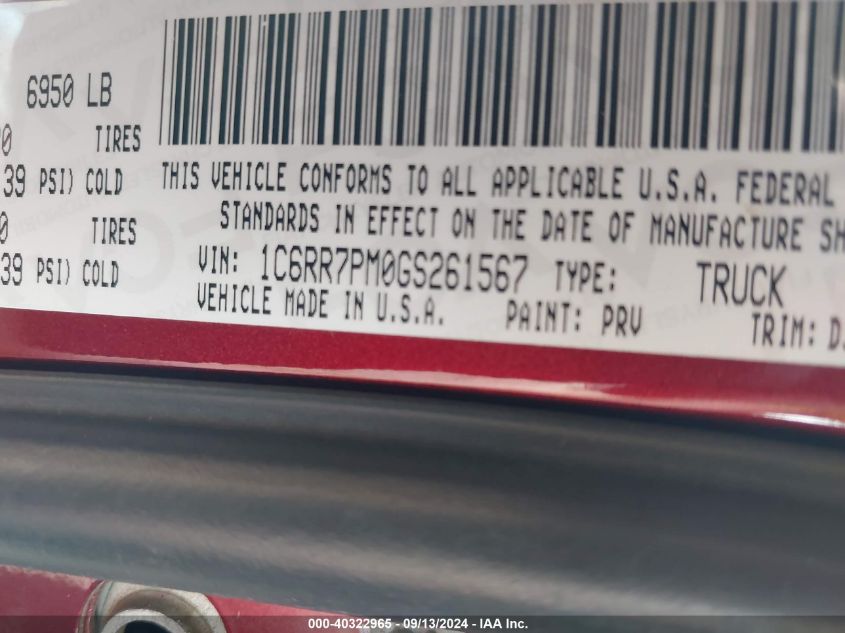 6950 LB
0 TIRES
39 PSI) COLD
0 TIRES
39 PSI) COLD
THIS VEHICLE CONFORMS TO ALL APPLICABLE U.S.A. FEDERAL
STANDARDS IN EFFECT ON THE DATE OF MANUFACTURE SH
VIN: 1C6RR7PM0GS261567 TYPE: TRUCK
VEHICLE MADE IN U.S.A. PAINT: PRV TRIM: DJ
000-40322965 - 09/13/2024 - IAA Inc.